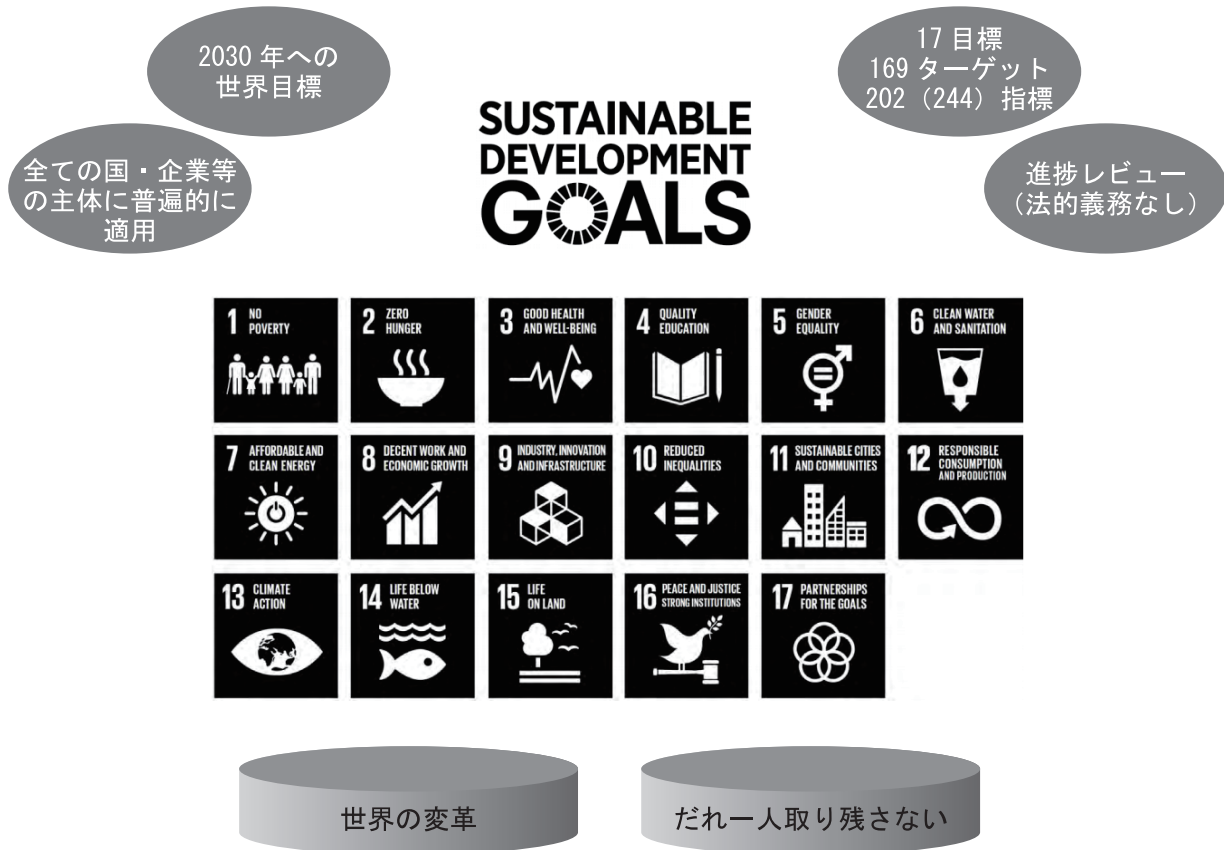 2030 年への
世界目標
全ての国・企業等
の主体に普遍的に
適用
17 目標
169 ターゲット
202（244）指標
進捗レビュー
（法的義務なし）
SUSTAINABLE
DEVELOPMENT
GOALS
1 NO
POVERTY
2 ZERO
HUNGER
3 GOOD HEALTH
AND WELL-BEING
4 QUALITY
EDUCATION
5 GENDER
EQUALITY
6 CLEAN WATER
AND SANITATION
7 AFFORDABLE AND
CLEAN ENERGY
8 DECENT WORK AND
ECONOMIC GROWTH
9 INDUSTRY, INNOVATION
AND INFRASTRUCTURE
10 REDUCED
INEQUALITIES
11 SUSTAINABLE CITIES
AND COMMUNITIES
12 RESPONSIBLE
CONSUMPTION
AND PRODUCTION
13 CLIMATE
ACTION
14 LIFE BELOW
WATER
15 LIFE
ON LAND
16 PEACE AND JUSTICE
STRONG INSTITUTIONS
17 PARTNERSHIPS
FOR THE GOALS
世界の変革
だれ一人取り残さない